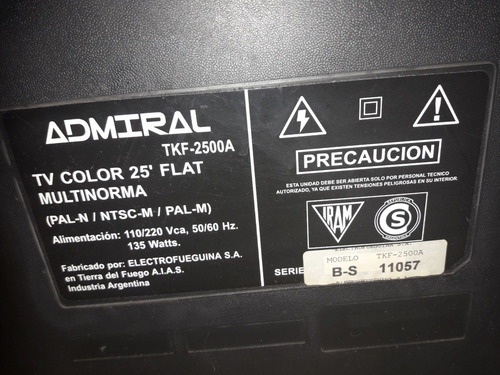 ADMIRAL
TKF-2500A
TV COLOR 25' FLAT
MULTINORMA
(PAL-N / NTSC-M / PAL-M)
Alimentación: 110/220 Vca, 50/60 Hz.
135 Watts.
Fabricado por: ELECTROFUEGUINA S.A.
en Tierra del Fuego A.I.A.S.
Industria Argentina
PRECAUCION
ESTA UNIDAD DEBE SER ABIERTA SOLO POR PERSONAL TECNICO
AUTORIZADO, YA QUE EXISTEN TENSIONES PELIGROSAS EN SU INTERIOR.
IRAM
S
SERIE
MODELO TKF-2500A
B-S 11057